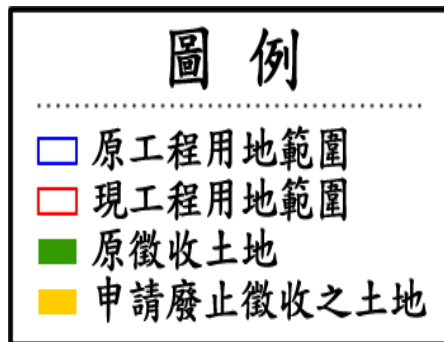 圖例
原工程用地範圍
現工程用地範圍
原徵收土地
申請廢止徵收之土地